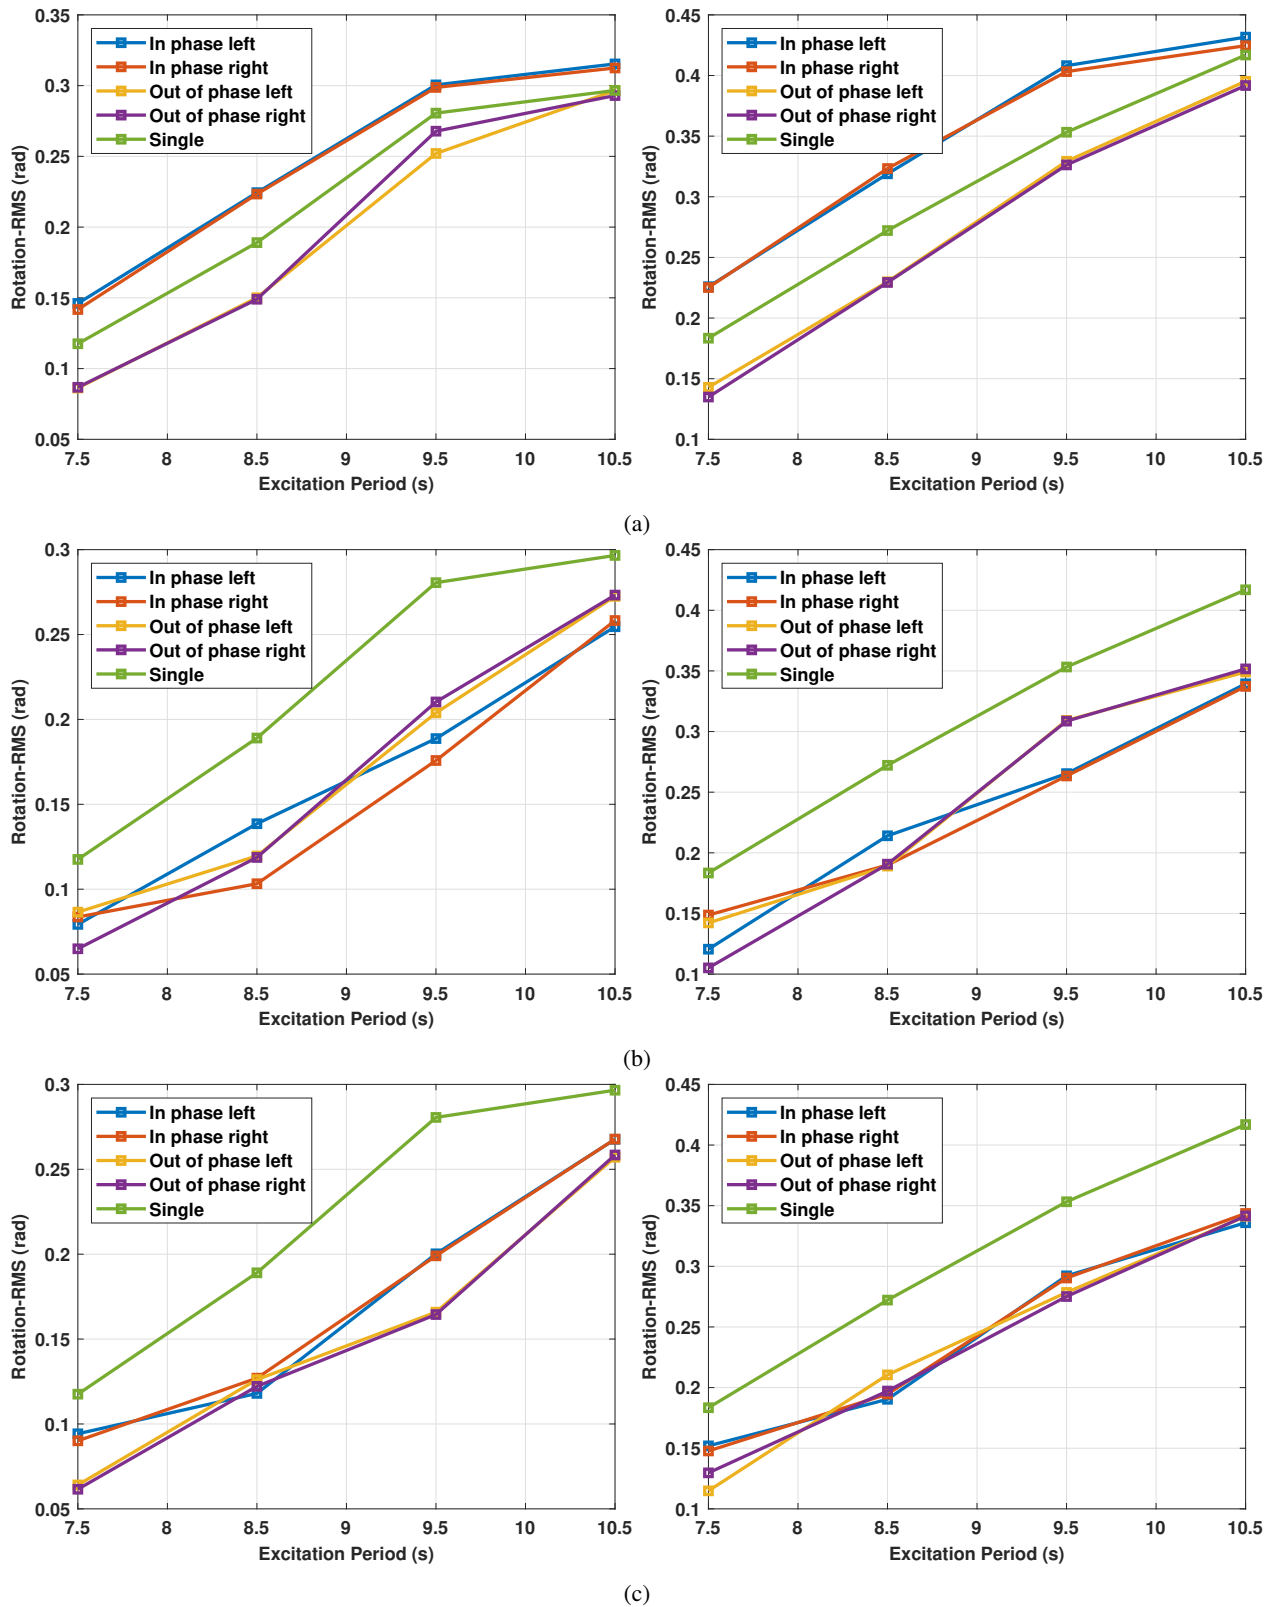 0.35
0.3
0.25
0.2
0.15
0.1
0.05
Rotation-RMS (rad)
In phase left
In phase right
Out of phase left
Out of phase right
Single
7.5 8 8.5 9 9.5 10 10.5
Excitation Period (s)
0.45
0.4
0.35
0.3
0.25
0.2
0.15
0.1
Rotation-RMS (rad)
In phase left
In phase right
Out of phase left
Out of phase right
Single
7.5 8 8.5 9 9.5 10 10.5
Excitation Period (s)
(a)
0.3
0.25
0.2
0.15
0.1
0.05
Rotation-RMS (rad)
In phase left
In phase right
Out of phase left
Out of phase right
Single
7.5 8 8.5 9 9.5 10 10.5
Excitation Period (s)
0.45
0.4
0.35
0.3
0.25
0.2
0.15
0.1
Rotation-RMS (rad)
In phase left
In phase right
Out of phase left
Out of phase right
Single
7.5 8 8.5 9 9.5 10 10.5
Excitation Period (s)
(b)
0.3
0.25
0.2
0.15
0.1
0.05
Rotation-RMS (rad)
In phase left
In phase right
Out of phase left
Out of phase right
Single
7.5 8 8.5 9 9.5 10 10.5
Excitation Period (s)
0.45
0.4
0.35
0.3
0.25
0.2
0.15
0.1
Rotation-RMS (rad)
In phase left
In phase right
Out of phase left
Out of phase right
Single
7.5 8 8.5 9 9.5 10 10.5
Excitation Period (s)
(c)